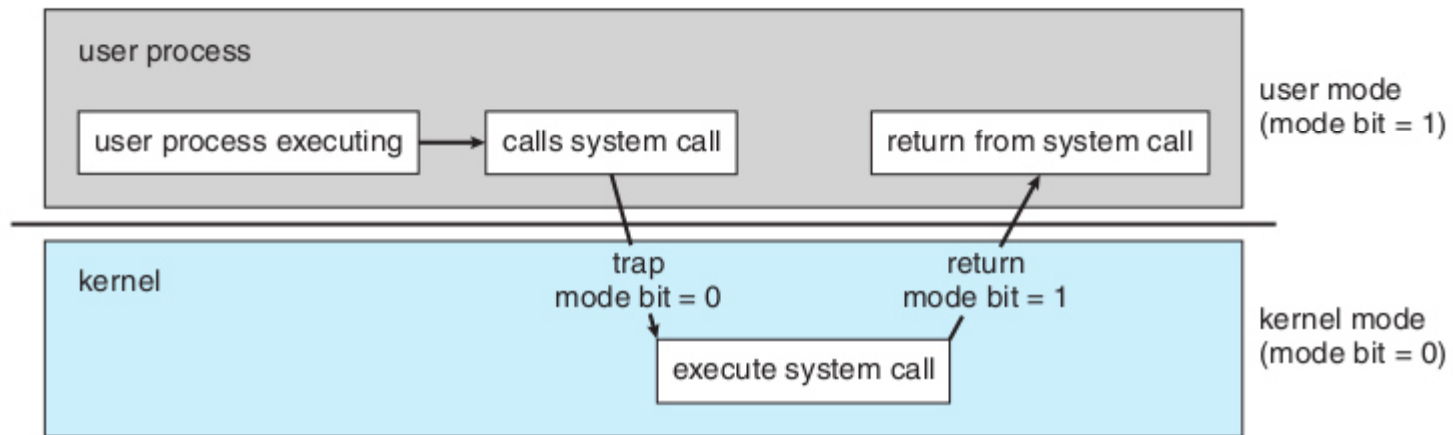 user process
user process executing
calls system call
return from system call
user mode
(mode bit = 1)
kernel
trap
mode bit = 0
return
mode bit = 1
execute system call
kernel mode
(mode bit = 0)